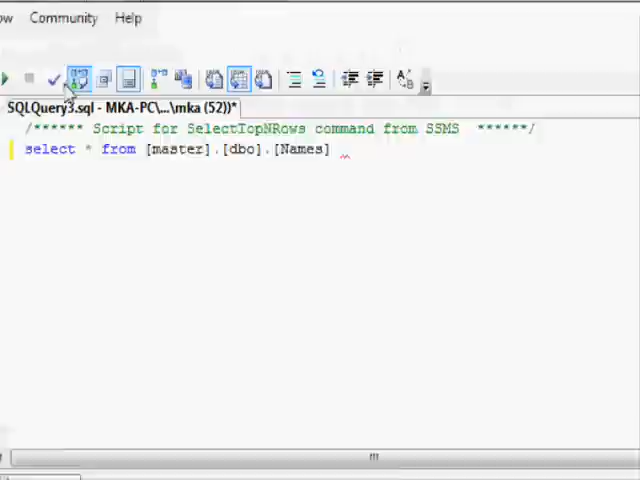 ow Community Help
SQLQuery3.sql - MKA-PC\...\mka (52))*
/****** Script for SelectTopNRows command from SSMS ******/
select * from [master].[dbo].[Names]